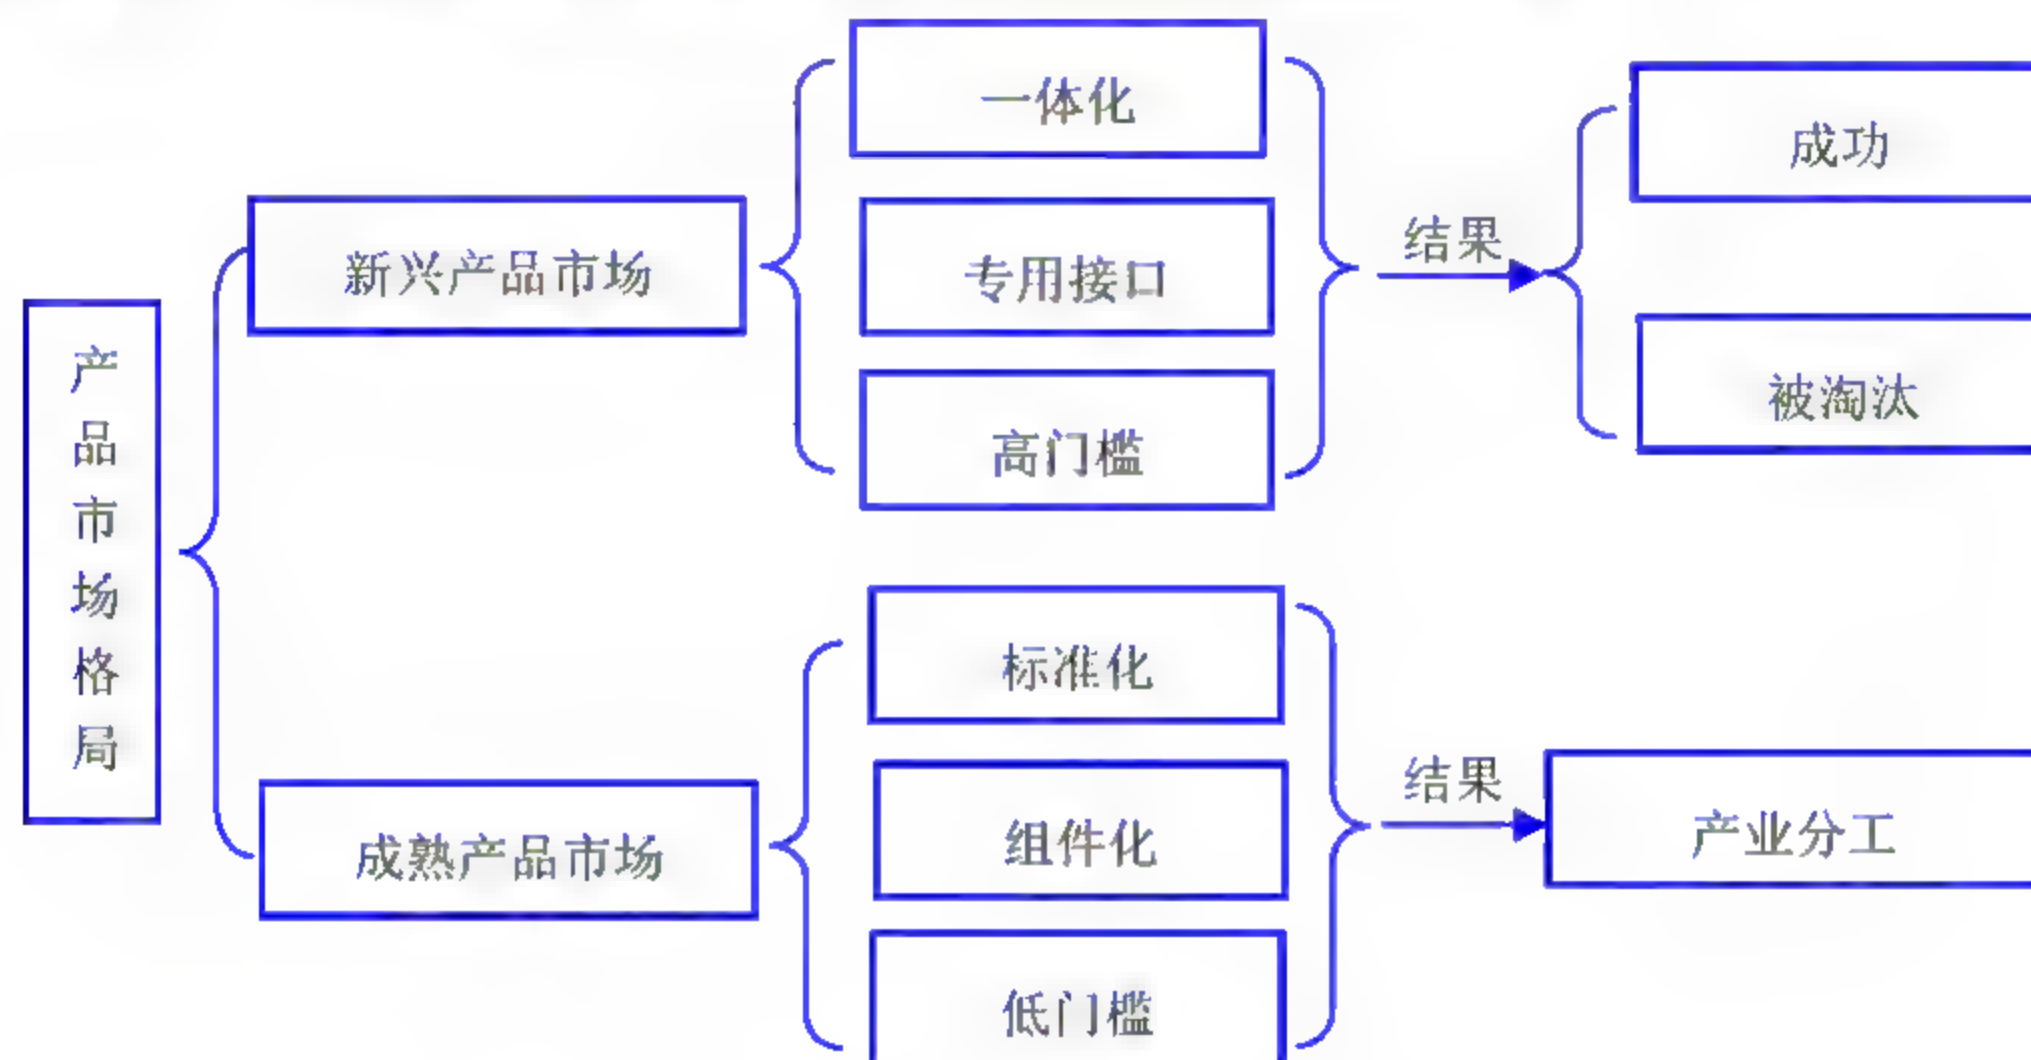 产品市场格局
新兴产品市场
一体化
专用接口
高门槛
结果
成功
被淘汰
成熟产品市场
标准化
组件化
低门槛
结果
产业分工